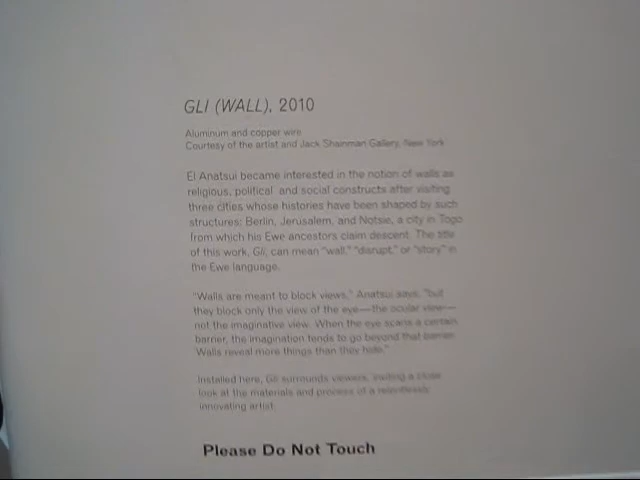 GLI (WALL), 2010
Aluminum and copper wire
Courtesy of the artist and Jack Shainman Gallery, New York
El Anatsui became interested in the notion of walls as
religious, political and social constructs after visiting
three cities whose histories have been shaped by such
structures: Berlin, Jerusalem, and Notsie, a city in Togo
from which his Ewe ancestors claim descent. The title
of this work, Gli, can mean "wall," "disrupt," or "story" in
the Ewe language.
"Walls are meant to block views," Anatsui says, "but
they block only the view of the eye—the ocular view—
not the imaginative view. When the eye scans a certain
barrier, the imagination tends to go beyond that barrier.
Walls reveal more things than they hide."
Installed here, Gli surrounds viewers, inviting a close
look at the materials and process of a relentlessly
innovating artist.
Please Do Not Touch